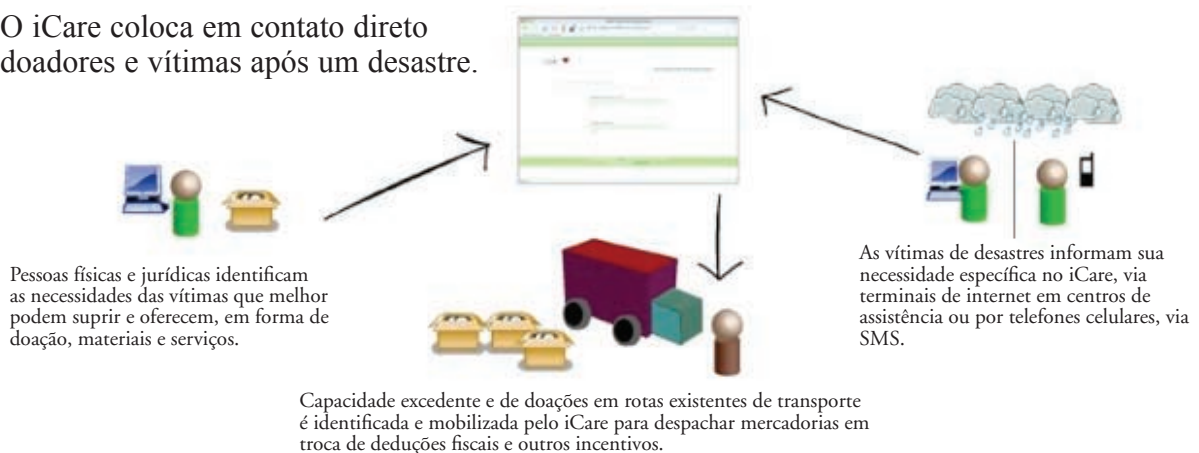 O iCare coloca em contato direto
doadores e vítimas após um desastre.
Pessoas físicas e jurídicas identificam
as necessidades das vítimas que melhor
podem suprir e oferecem, em forma de
doação, materiais e serviços.
As vítimas de desastres informam sua
necessidade específica no iCare, via
terminais de internet em centros de
assistência ou por telefones celulares, via
SMS.
Capacidade excedente e de doações em rotas existentes de transporte
é identificada e mobilizada pelo iCare para despachar mercadorias em
troca de deduções fiscais e outros incentivos.